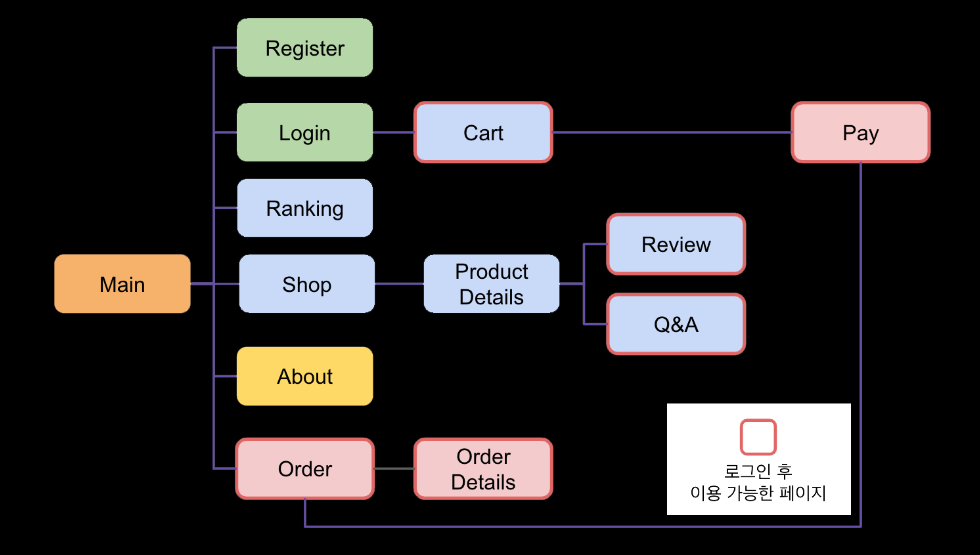 Register
Login
Cart
Pay
Ranking
Review
Main
Shop
Product
Details
Q&A
About
Order
Order
Details
로그인 후
이용 가능한 페이지